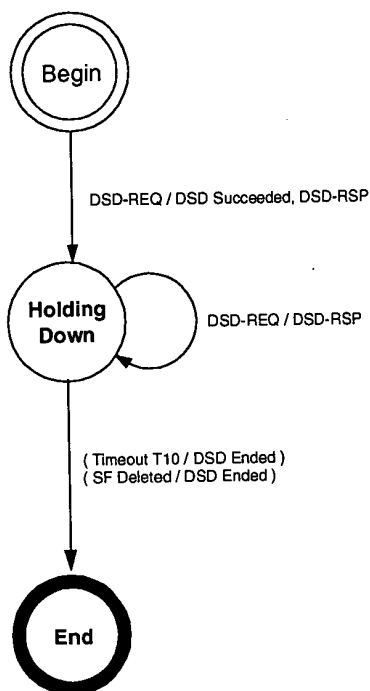 Begin
DSD-REQ / DSD Succeeded, DSD-RSP
Holding
Down
DSD-REQ / DSD-RSP
( Timeout T10 / DSD Ended )
( SF Deleted / DSD Ended )
End